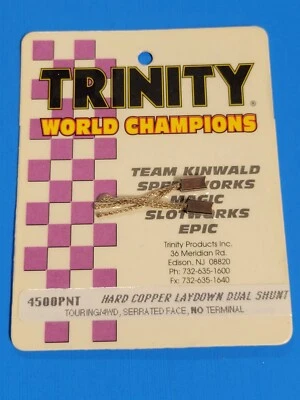 TRINITY®
WORLD CHAMPIONS
TEAM KINWALD
SPEEDWORKS
MAGIC
SLOTWORKS
EPIC
Trinity Products Inc.
36 Meridian Rd.
Edison, NJ 08820
Ph: 732-635-1600
Fx: 732-635-1640
4500PNT HARD COPPER LAYDOWN DUAL SHUNT
TOURING/4WD, SERRATED FACE, NO TERMINAL